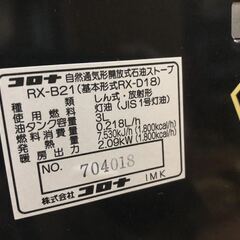 コロナ 自然通気形開放式石油ストーブ
RX-B21(基本形式RX-D18)
種類 しん式・放射形
使用燃料 灯油(JIS1号灯油)
油タンク容量 3L
燃料消費量 0.218L/h
発熱量 7.530kJ/h(1,800kcal/h)
暖房出力 2.09kW(1,800kcal/h)
NO. 704018
株式会社 コロナ IMK